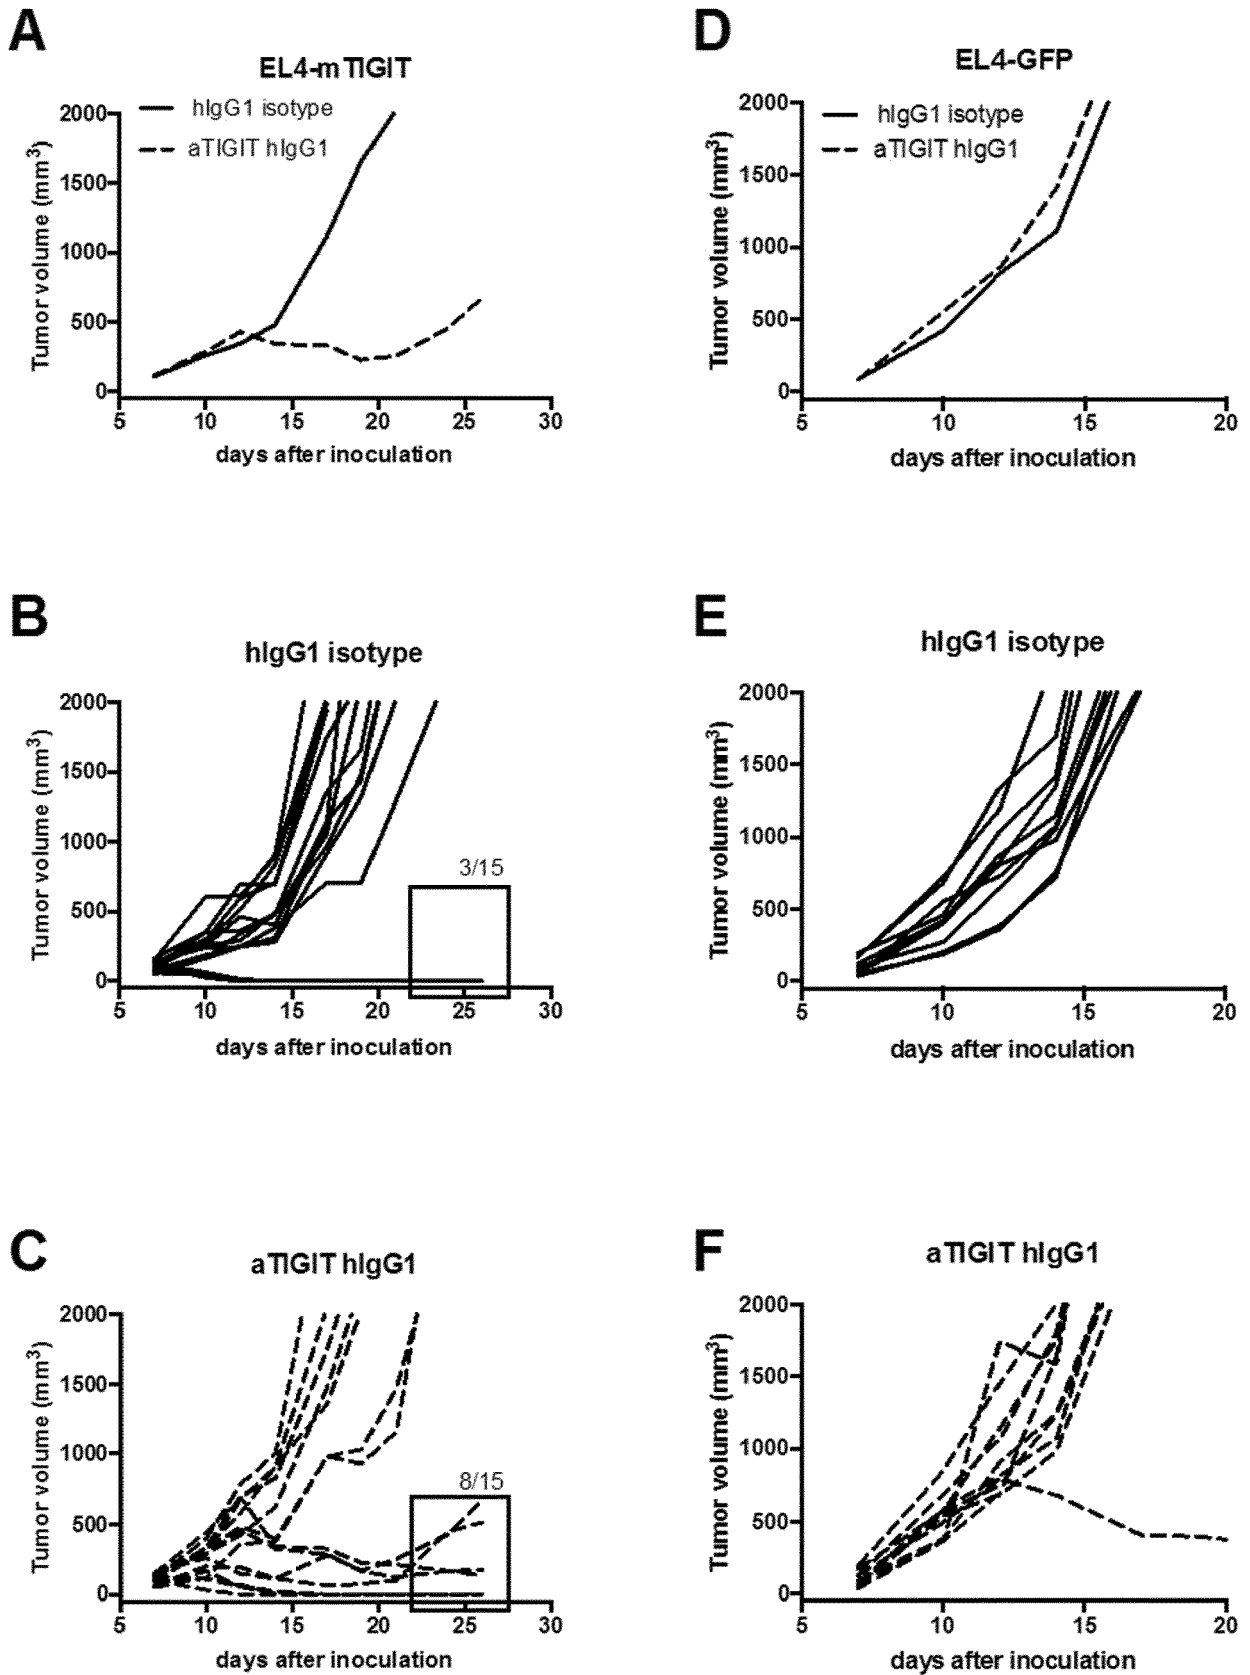 A
EL4-mTIGIT
hIgG1 isotype
aTIGIT hIgG1
Tumor volume (mm³)
2000
1500
1000
500
0
5 10 15 20 25 30
days after inoculation
D
EL4-GFP
hIgG1 isotype
aTIGIT hIgG1
Tumor volume (mm³)
2000
1500
1000
500
0
5 10 15 20
days after inoculation
B
hIgG1 isotype
Tumor volume (mm³)
2000
1500
1000
500
0
3/15
5 10 15 20 25 30
days after inoculation
E
hIgG1 isotype
Tumor volume (mm³)
2000
1500
1000
500
0
5 10 15 20
days after inoculation
C
aTIGIT hIgG1
Tumor volume (mm³)
2000
1500
1000
500
0
8/15
5 10 15 20 25 30
days after inoculation
F
aTIGIT hIgG1
Tumor volume (mm³)
2000
1500
1000
500
0
5 10 15 20
days after inoculation